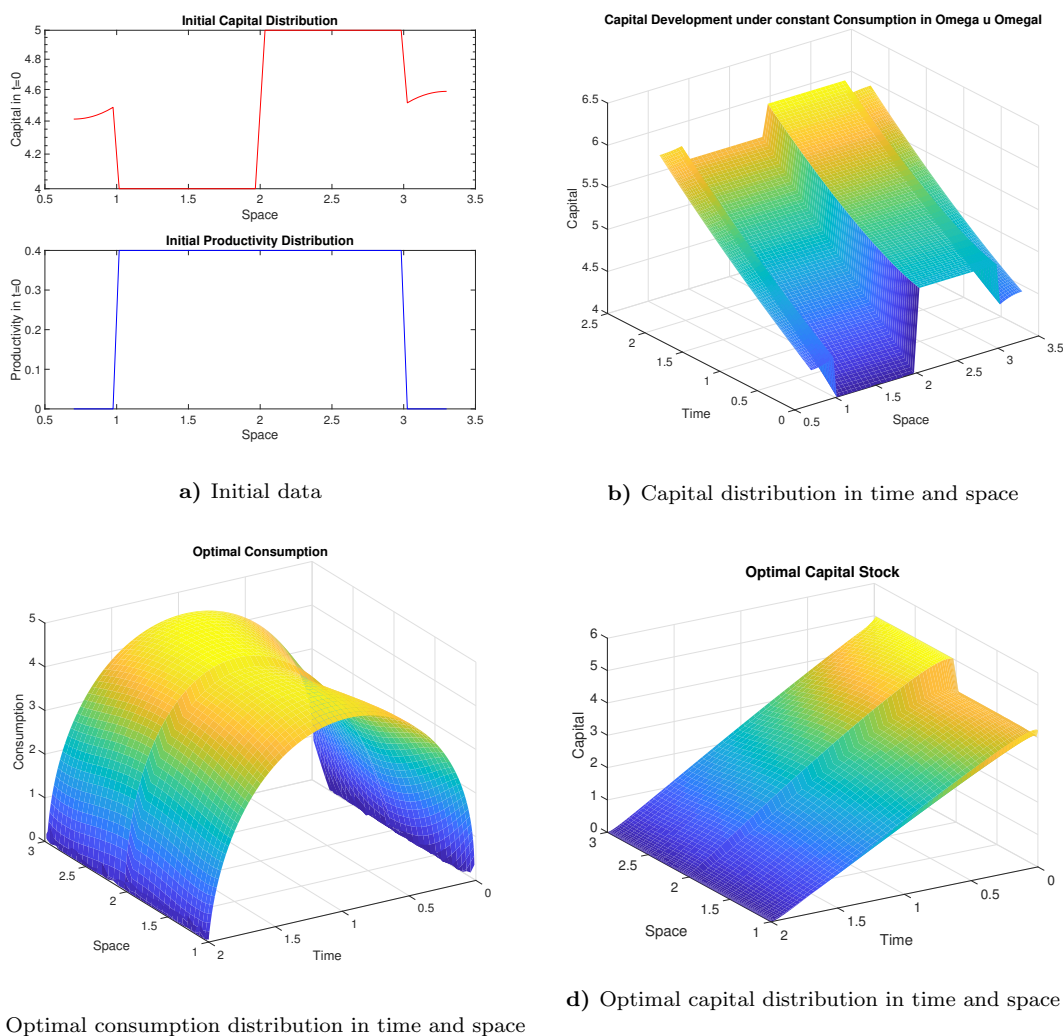 Initial Capital Distribution
5
4.8
4.6
4.4
4.2
4
Capital in t=0
0.5 1 1.5 2 2.5 3 3.5
Space
Initial Productivity Distribution
0.4
0.3
0.2
0.1
0
Productivity in t=0
0.5 1 1.5 2 2.5 3 3.5
Space
a) Initial data
Capital Development under constant Consumption in Omega u OmegaI
6.5
6
5.5
5
4.5
4
Capital
2.5 2 1.5 1 0.5 0
Time
0.5 1 1.5 2 2.5 3 3.5
Space
b) Capital distribution in time and space
Optimal Consumption
5
4
3
2
1
0
Consumption
3 2.5 2 1.5 1
Space
2 1.5 1 0.5 0
Time
Optimal consumption distribution in time and space
Optimal Capital Stock
6
5
4
3
2
1
0
Capital
3 2.5 2 1.5 1
Space
2 1.5 1 0.5 0
Time
d) Optimal capital distribution in time and space